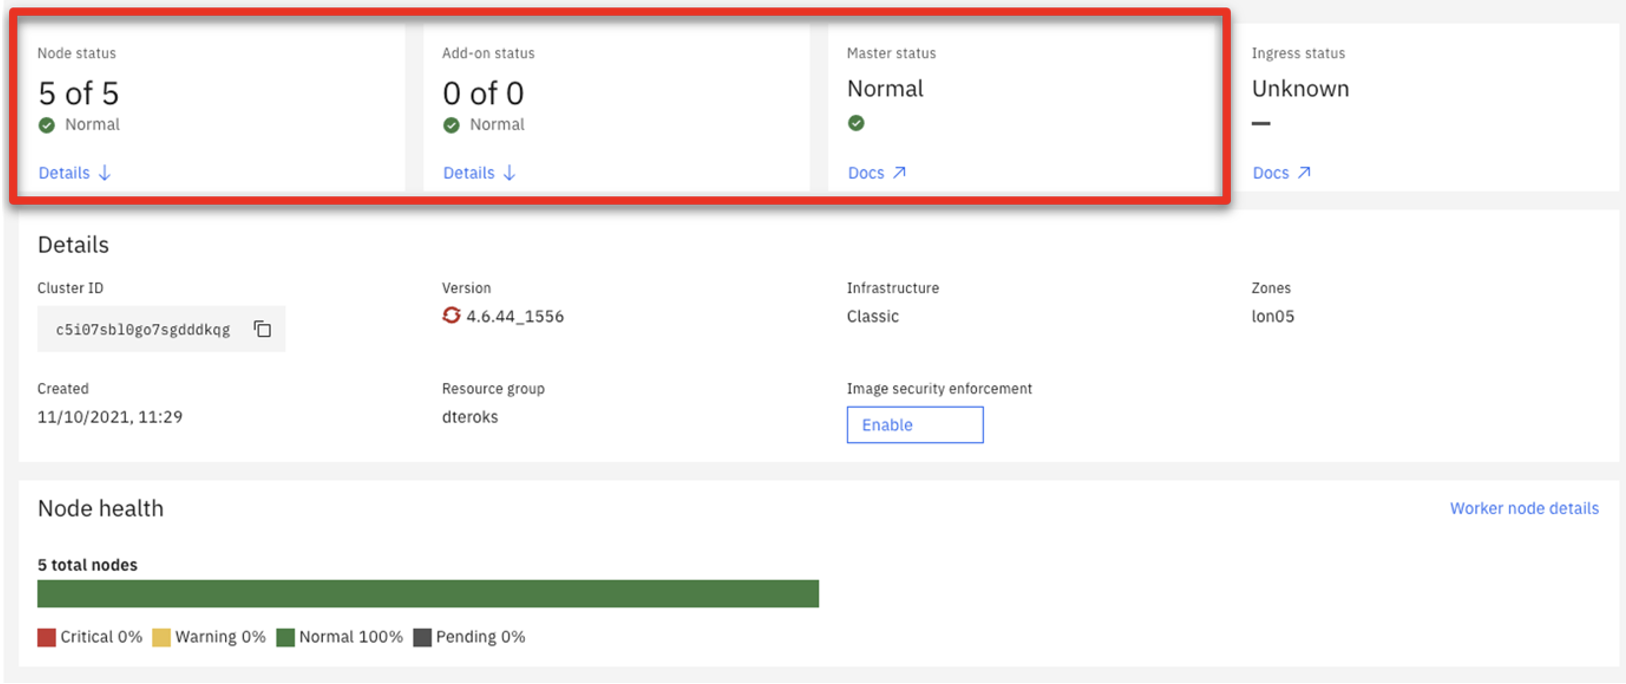 Node status
5 of 5
Normal
Details
Add-on status
0 of 0
Normal
Details
Master status
Normal
Docs
Ingress status
Unknown
Docs
Details
Cluster ID
c5i07sbl0go7sgdddkqg
Version
4.6.44_1556
Infrastructure
Classic
Zones
lon05
Created
11/10/2021, 11:29
Resource group
dteroks
Image security enforcement
Enable
Node health
Worker node details
5 total nodes
Critical 0% Warning 0% Normal 100% Pending 0%